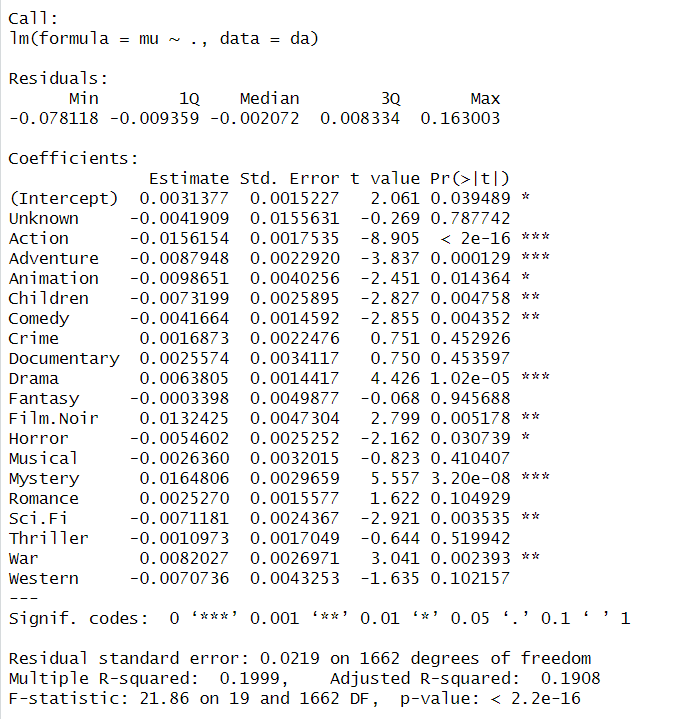 Call:
lm(formula = mu ~ ., data = da)
Residuals:
Min 1Q Median 3Q Max
-0.078118 -0.009359 -0.002072 0.008334 0.163003
Coefficients:
Estimate Std. Error t value Pr(>|t|)
(Intercept) 0.0031377 0.0015227 2.061 0.039489 *
Unknown -0.0041909 0.0155631 -0.269 0.787742
Action -0.0156154 0.0017535 -8.905 < 2e-16 ***
Adventure -0.0087948 0.0022920 -3.837 0.000129 ***
Animation -0.0098651 0.0040256 -2.451 0.014364 *
Children -0.0073199 0.0025895 -2.827 0.004758 **
Comedy -0.0041664 0.0014592 -2.855 0.004352 **
Crime 0.0016873 0.0022476 0.751 0.452926
Documentary 0.0025574 0.0034117 0.750 0.453597
Drama 0.0063805 0.0014417 4.426 1.02e-05 ***
Fantasy -0.0003398 0.0049877 -0.068 0.945688
Film.Noir 0.0132425 0.0047304 2.799 0.005178 **
Horror -0.0054602 0.0025252 -2.162 0.030739 *
Musical -0.0026360 0.0032015 -0.823 0.410407
Mystery 0.0164806 0.0029659 5.557 3.20e-08 ***
Romance 0.0025270 0.0015577 1.622 0.104929
Sci.Fi -0.0071181 0.0024367 -2.921 0.003535 **
Thriller -0.0010973 0.0017049 -0.644 0.519942
War 0.0082027 0.0026971 3.041 0.002393 **
Western -0.0070736 0.0043253 -1.635 0.102157
---
Signif. codes: 0 ‘***’ 0.001 ‘**’ 0.01 ‘*’ 0.05 ‘.’ 0.1 ‘ ’ 1
Residual standard error: 0.0219 on 1662 degrees of freedom
Multiple R-squared: 0.1999, Adjusted R-squared: 0.1908
F-statistic: 21.86 on 19 and 1662 DF, p-value: < 2.2e-16